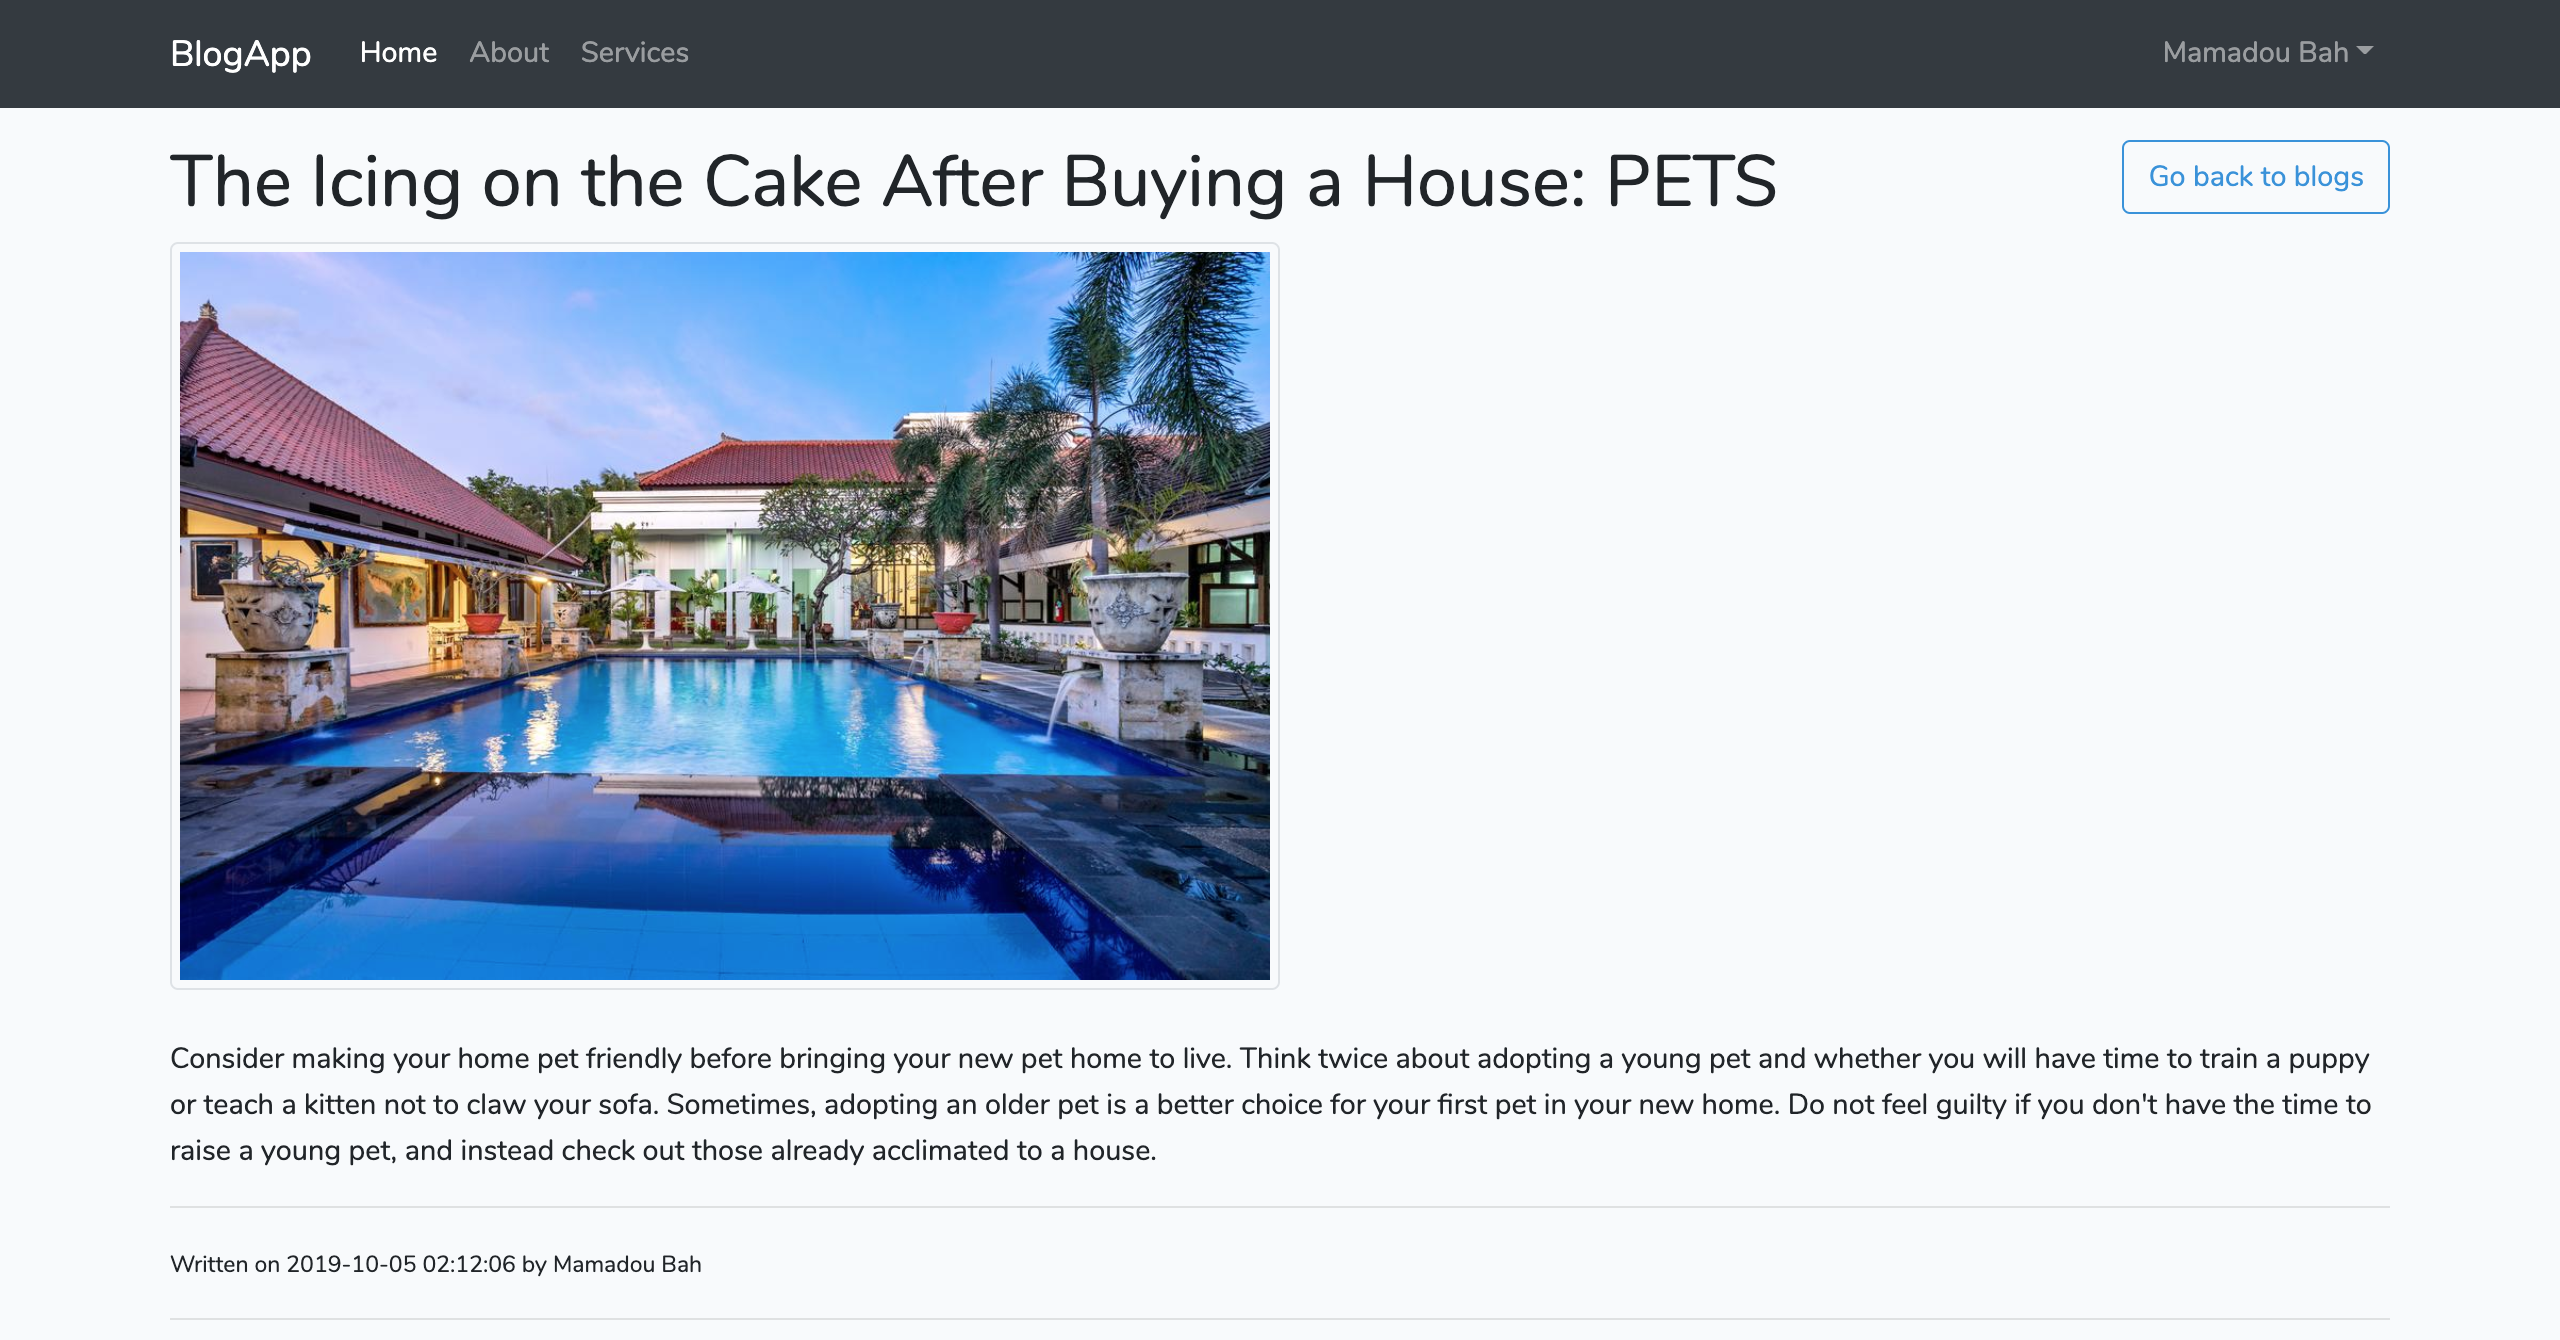 BlogApp Home About Services Mamadou Bah
The Icing on the Cake After Buying a House: PETS
Go back to blogs
Consider making your home pet friendly before bringing your new pet home to live. Think twice about adopting a young pet and whether you will have time to train a puppy
or teach a kitten not to claw your sofa. Sometimes, adopting an older pet is a better choice for your first pet in your new home. Do not feel guilty if you don't have the time to
raise a young pet, and instead check out those already acclimated to a house.
Written on 2019-10-05 02:12:06 by Mamadou Bah